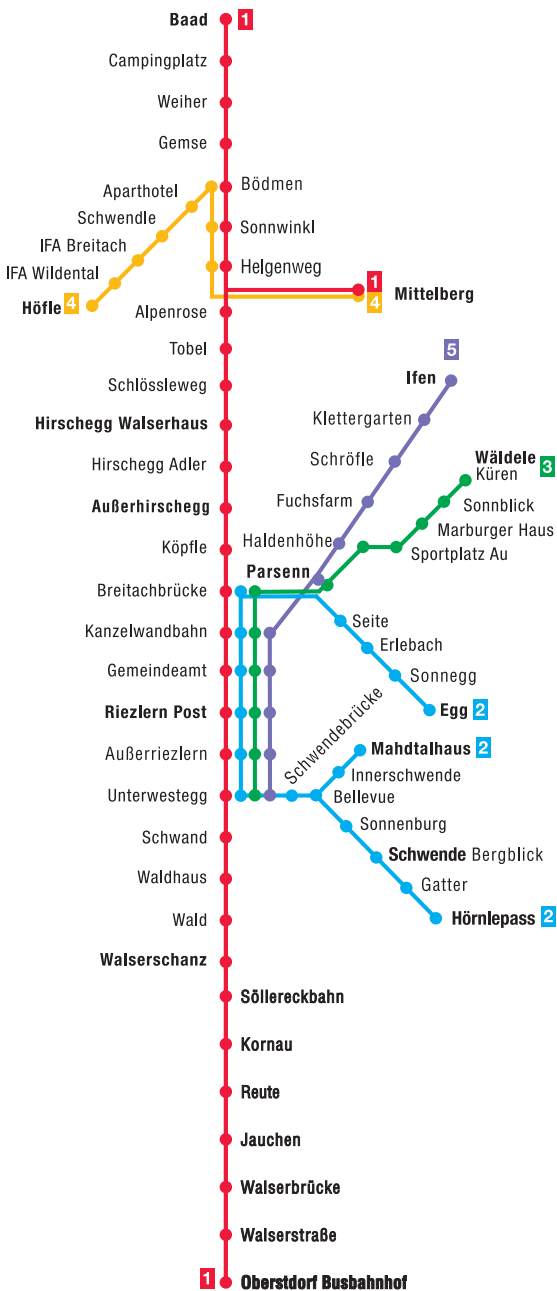 Baad 1
Campingplatz
Weiher
Gemse
Bödmen
Aparthotel
Schwendle
Sonnwinkl
IFA Breitach
Helgenweg
IFA Wildental
1
Mittelberg
4
Höfle 4
Alpenrose
Tobel
5
Schlössleweg
Ifen
Klettergarten
Hirschegg Walserhaus
Wäldele 3
Küren
Schröfle
Hirschegg Adler
Fuchsfarm
Sonnblick
Außerhirschegg
Marburger Haus
Haldenhöhe
Sportplatz Au
Köpfle
Parsenn
Breitachbrücke
Seite
Kanzelwandbahn
Erlebach
Gemeindeamt
Sonnegg
Riezlern Post
Egg 2
Schwendebrücke
Außerriezlern
Mahdtalhaus 2
Innerschwende
Unterwestegg
Bellevue
Sonnenburg
Schwand
Schwende Bergblick
Waldhaus
Gatter
Wald
Hörnlepass 2
Walserschanz
Söllereckbahn
Kornau
Reute
Jauchen
Walserbrücke
Walserstraße
1 Oberstdorf Busbahnhof